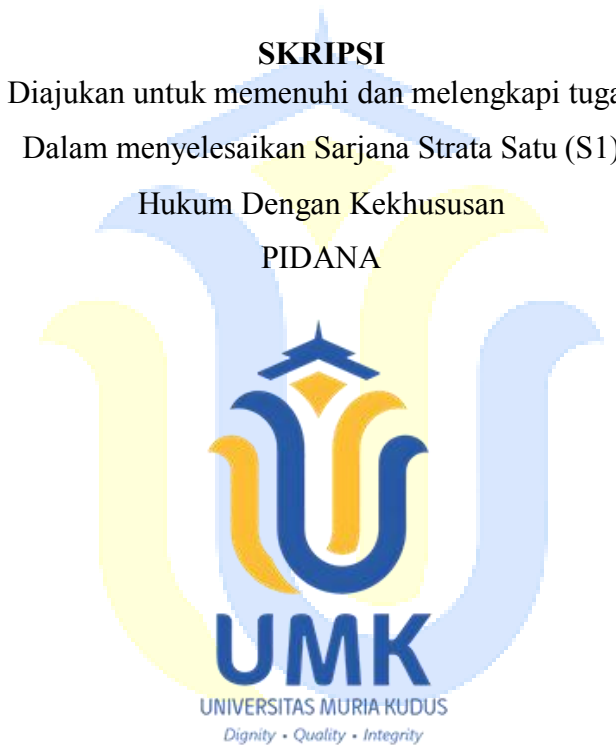 SKRIPSI
Diajukan untuk memenuhi dan melengkapi tuga
Dalam menyelesaikan Sarjana Strata Satu (S1)
Hukum Dengan Kekhususan
PIDANA
UMK
UNIVERSITAS MURIA KUDUS
Dignity • Quality • Integrity